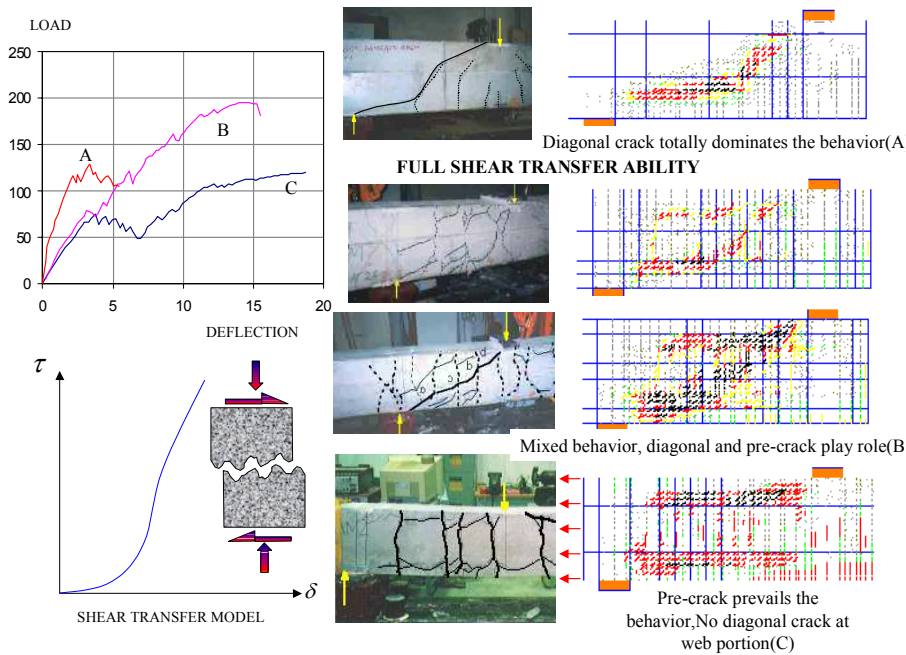 LOAD
250
200
150
100
50
0
0
5
10
15
20
A
B
C
DEFLECTION
τ
δ
SHEAR TRANSFER MODEL
Diagonal crack totally dominates the behavior(A
FULL SHEAR TRANSFER ABILITY
Mixed behavior, diagonal and pre-crack play role(B
Pre-crack prevails the
behavior,No diagonal crack at
web portion(C)